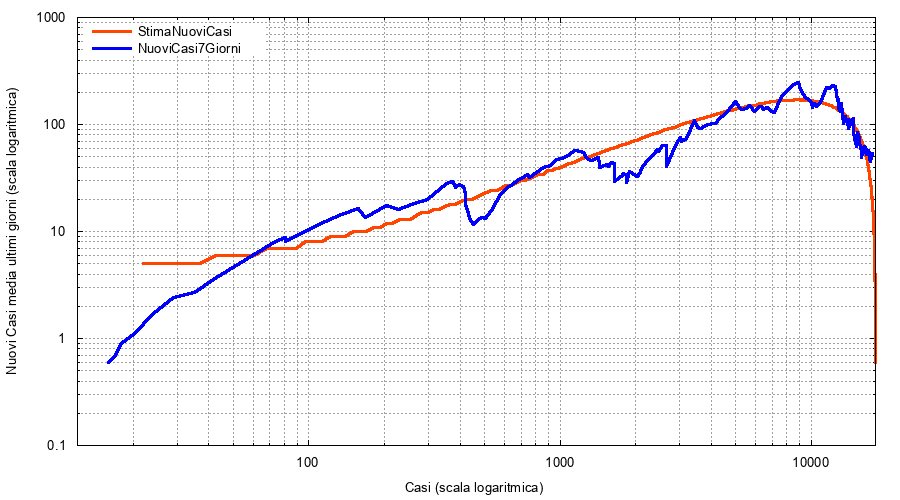 1000
StimaNuoviCasi
NuoviCasi7Giorni
100
10
1
0.1
100
1000
10000
Nuovi Casi media ultimi giorni (scala logaritmica)
Casi (scala logaritmica)